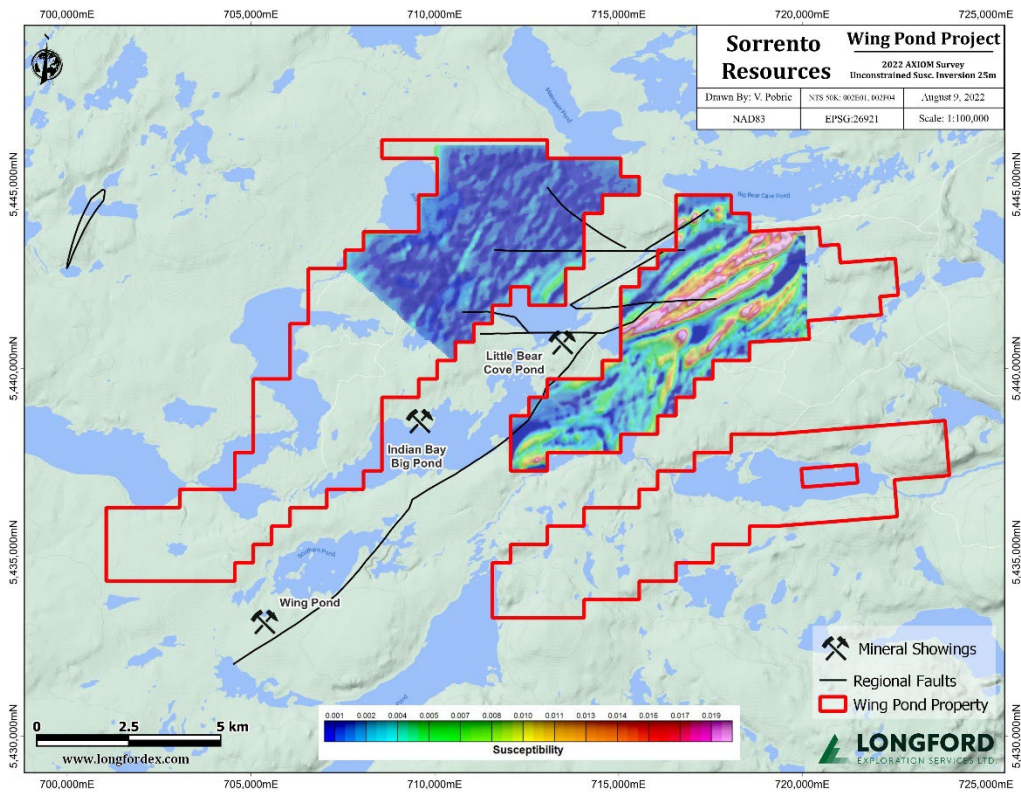 700,000mE 705,000mE 710,000mE 715,000mE 720,000mE 725,000mE
Sorrento
Resources
Wing Pond Project
2022 AXIOM Survey
Unconstrained Susc. Inversion 25m
Drawn By: V. Pobric NTS 50K: 002E01, 002F04 August 9, 2022
NAD83 EPSG:26921 Scale: 1:100,000
5,445,000mN 5,445,000mN
Big Bear Cove Pond
Little Bear
Cove Pond
5,440,000mN 5,440,000mN
Indian Bay
Big Pond
5,435,000mN 5,435,000mN
Southern Pond
Wing Pond
Mineral Showings
Regional Faults
Wing Pond Property
0 2.5 5 km
www.longfordex.com
0.001 0.002 0.004 0.005 0.007 0.008 0.010 0.011 0.013 0.014 0.016 0.017 0.019
Susceptibility
LONGFORD
EXPLORATION SERVICES LTD.
5,430,000mN 5,430,000mN
700,000mE 705,000mE 710,000mE 715,000mE 720,000mE 725,000mE